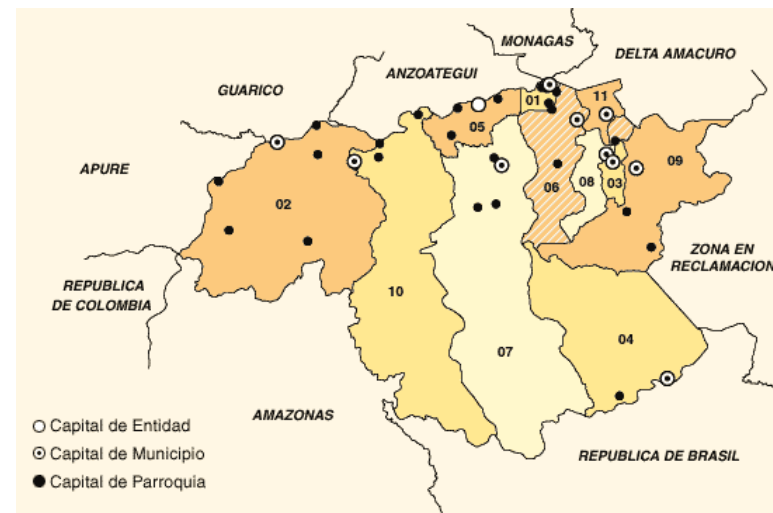 MONAGAS
DELTA AMACURO
ANZOATEGUI
GUARICO
01
11
05
APURE
09
08
03
06
02
ZONA EN
RECLAMACION
REPUBLICA
DE COLOMBIA
10
04
07
AMAZONAS
Capital de Entidad
Capital de Municipio
REPUBLICA DE BRASIL
Capital de Parroquia